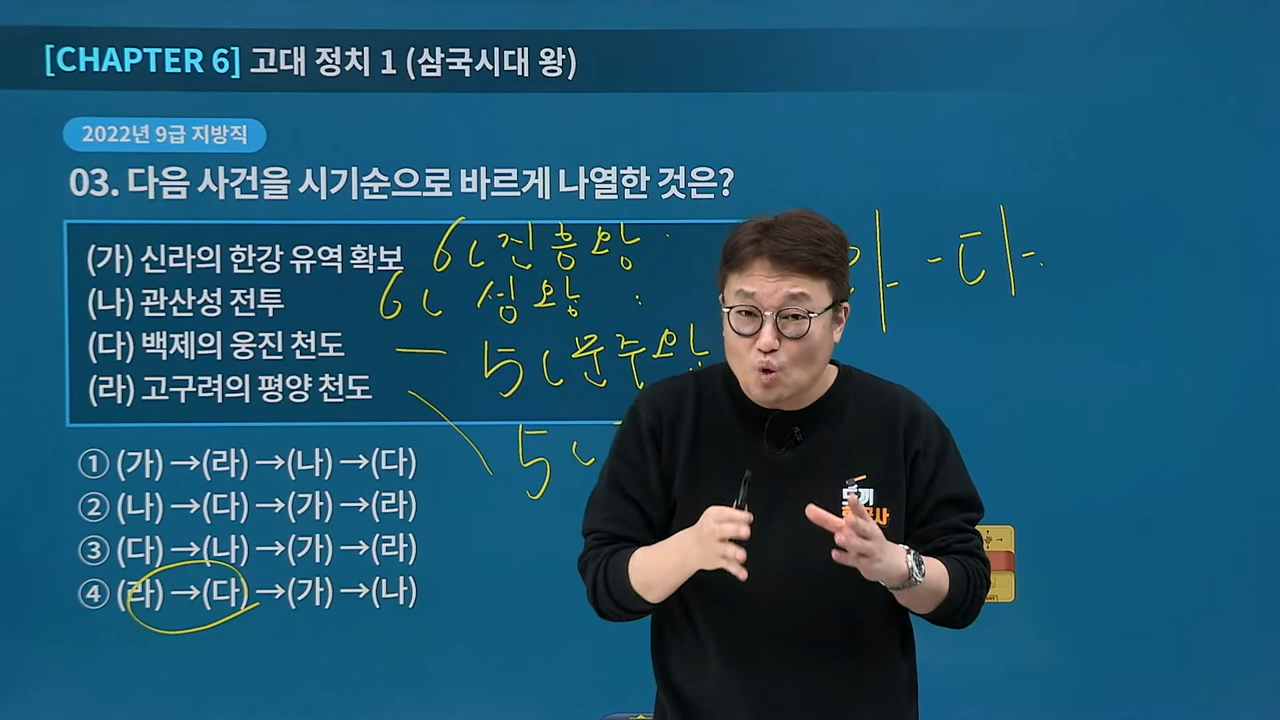 [CHAPTER 6] 고대 정치 1 (삼국시대 왕)
2022년 9급 지방직
03. 다음 사건을 시기순으로 바르게 나열한 것은?
(가) 신라의 한강 유역 확보 6C 진흥왕
(나) 관산성 전투 6C 성왕
(다) 백제의 웅진 천도 5C 문주왕
(라) 고구려의 평양 천도 5C
- 다 -
① (가) →(라) →(나) →(다)
② (나) →(다) →(가) →(라)
③ (다) →(나) →(가) →(라)
④ (라) →(다) →(가) →(나)